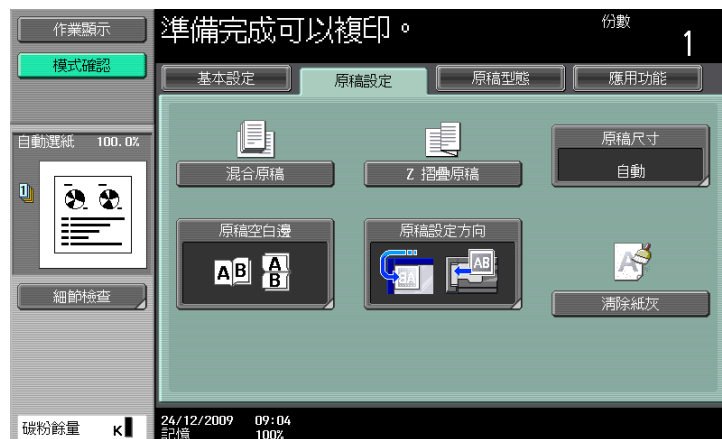 作業顯示
準備完成可以複印。
份數
1
模式確認
基本設定
原稿設定
原稿型態
應用功能
自動選紙 100.0%
混合原稿
Z 摺疊原稿
原稿尺寸
自動
原稿空白邊
原稿設定方向
AB
A
B
BA
AB
A
細節檢查
清除紙灰
碳粉餘量 K
24/12/2009 09:04
記憶 100%